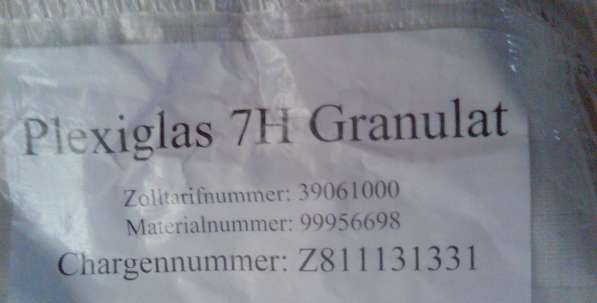 Plexiglas 7H Granulat
Zolltarifnummer: 39061000
Materialnummer: 99956698
Chargennummer: Z811131331